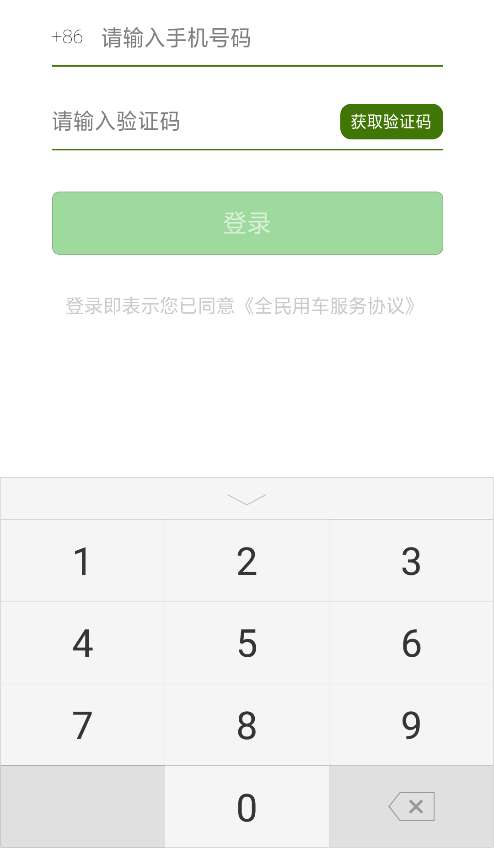 +86 请输入手机号码
请输入验证码 获取验证码
登录
登录即表示您已同意《全民用车服务协议》
1 2 3
4 5 6
7 8 9
0